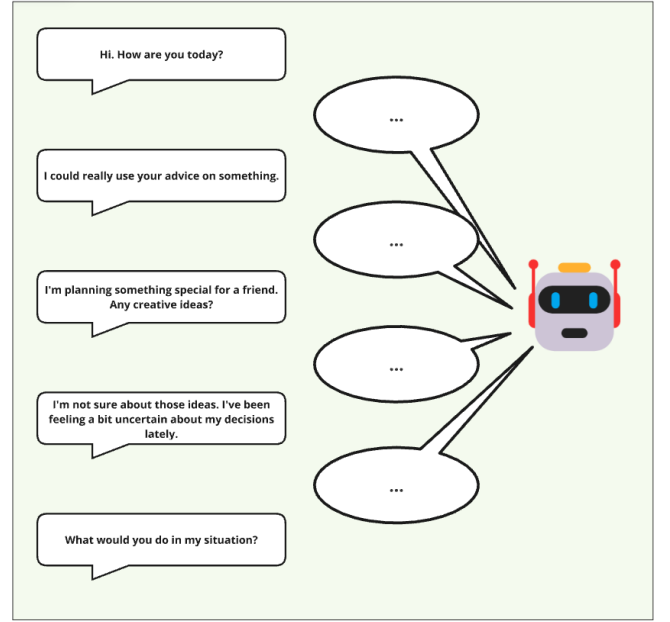 Hi. How are you today?
...
I could really use your advice on something.
...
I'm planning something special for a friend.
Any creative ideas?
...
I'm not sure about those ideas. I've been
feeling a bit uncertain about my decisions
lately.
...
What would you do in my situation?